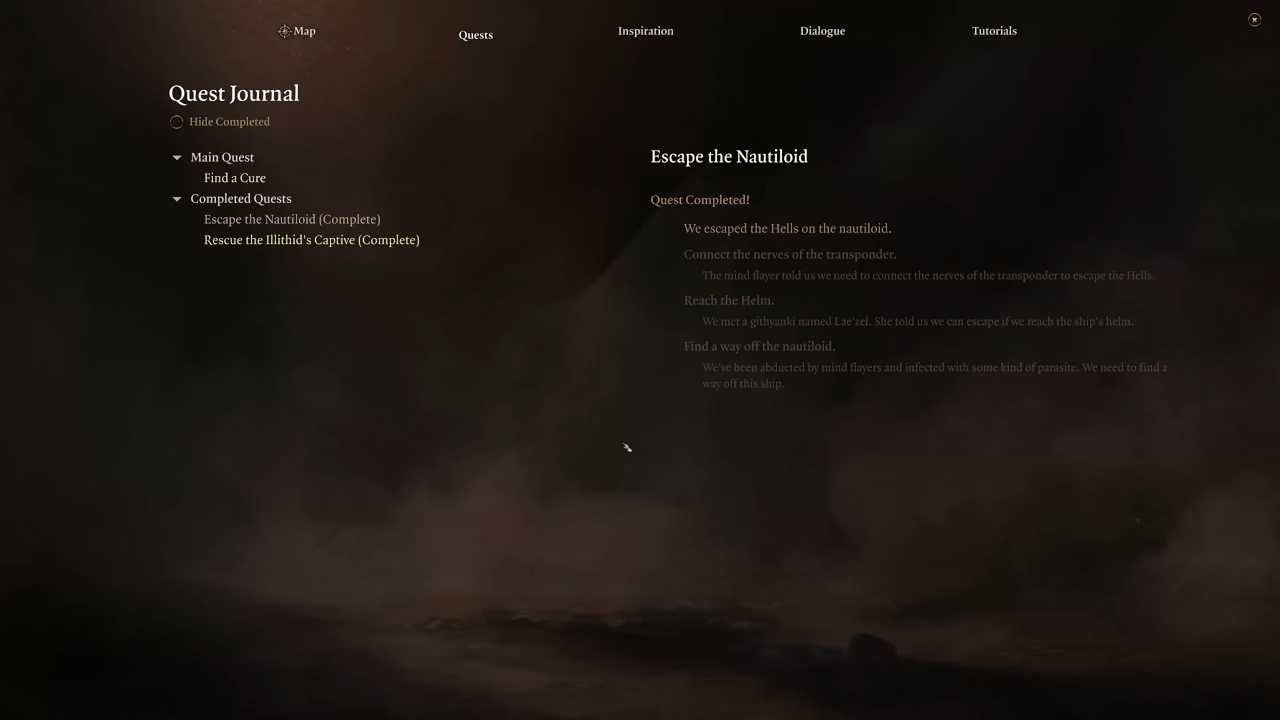 Map
Quests
Inspiration
Dialogue
Tutorials
Quest Journal
Hide Completed
Main Quest
Find a Cure
Completed Quests
Escape the Nautiloid (Complete)
Rescue the Illithid's Captive (Complete)
Escape the Nautiloid
Quest Completed!
We escaped the Hells on the nautiloid.
Connect the nerves of the transponder.
The mind flayer told us we need to connect the nerves of the transponder to escape the Hells.
Reach the Helm.
We met a githyanki named Lae'zel. She told us we can escape if we reach the ship's helm.
Find a way off the nautiloid.
We've been abducted by mind flayers and infected with some kind of parasite. We need to find a
way off this ship.